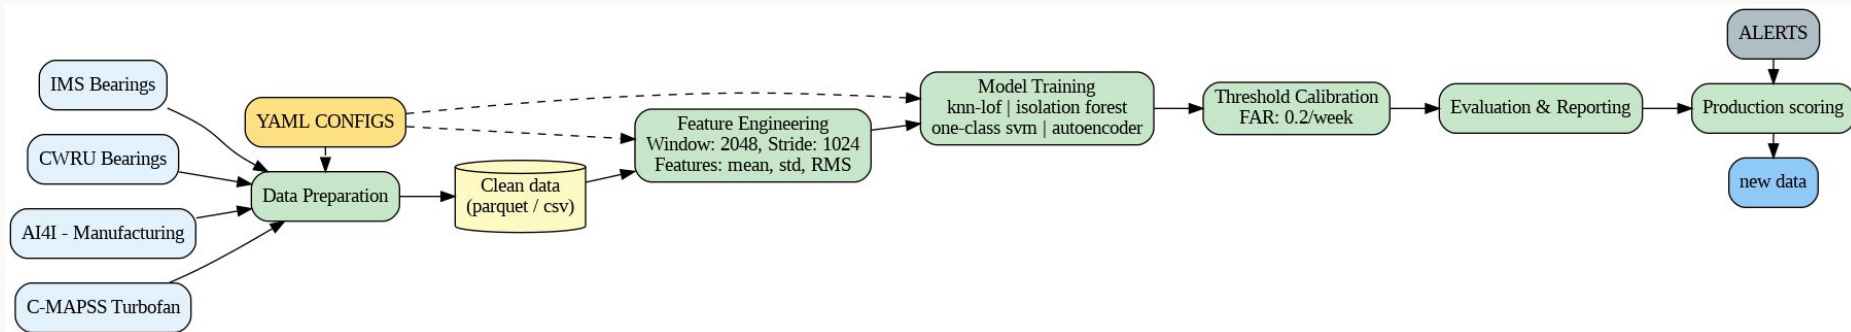 IMS Bearings
CWRU Bearings
AI4I - Manufacturing
C-MAPSS Turbofan
YAML CONFIGS
Data Preparation
Clean data
(parquet / csv)
Feature Engineering
Window: 2048, Stride: 1024
Features: mean, std, RMS
Model Training
knn-lof | isolation forest
one-class svm | autoencoder
Threshold Calibration
FAR: 0.2/week
Evaluation & Reporting
ALERTS
Production scoring
new data